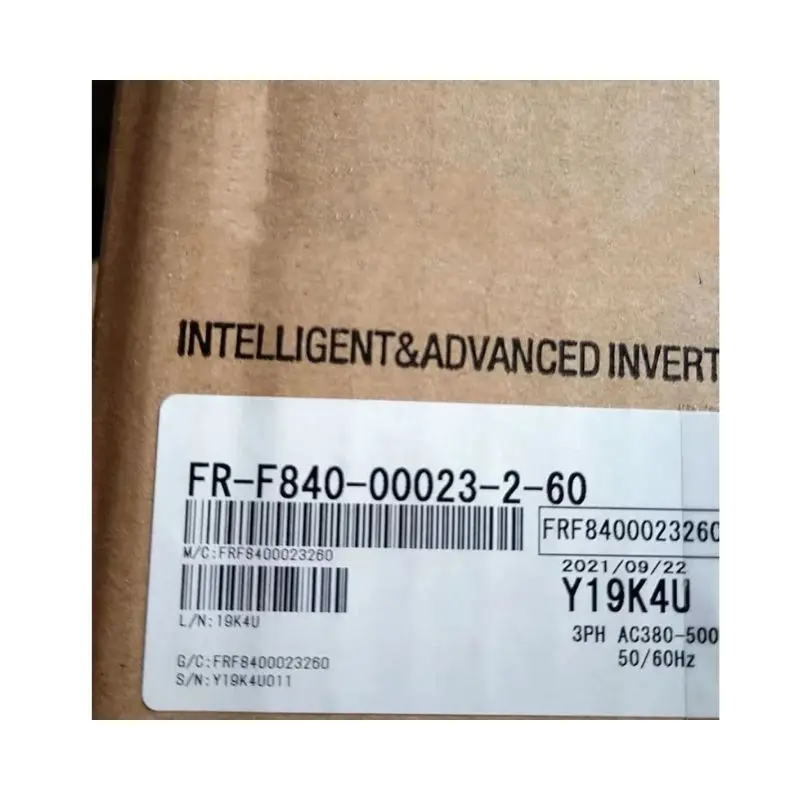 INTELLIGENT&ADVANCED INVERT
FR-F840-00023-2-60
FRF8400023260
M/C:FRF8400023260
2021/09/22
Y19K4U
L/N:19K4U
3PH AC380-500
50/60Hz
G/C:FRF8400023260
S/N:Y19K4U011